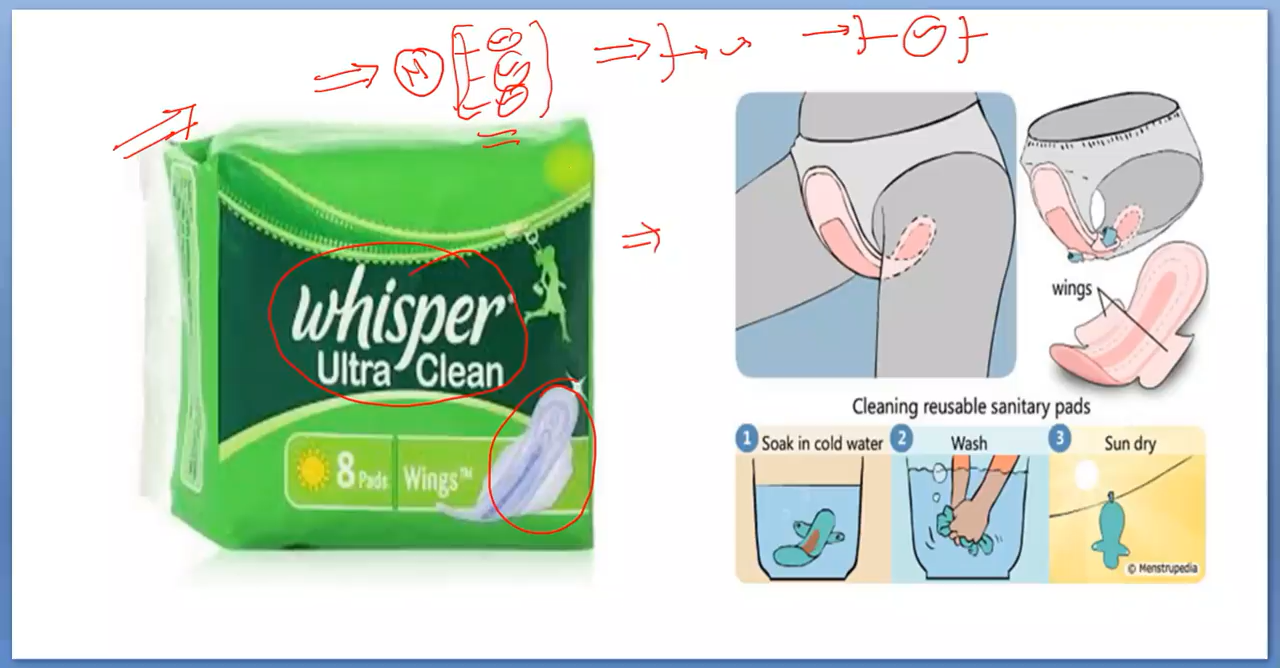 whisper
Ultra Clean
8 Pads
Wings™
wings
Cleaning reusable sanitary pads
1 Soak in cold water
2 Wash
3 Sun dry
© Menstrupedia